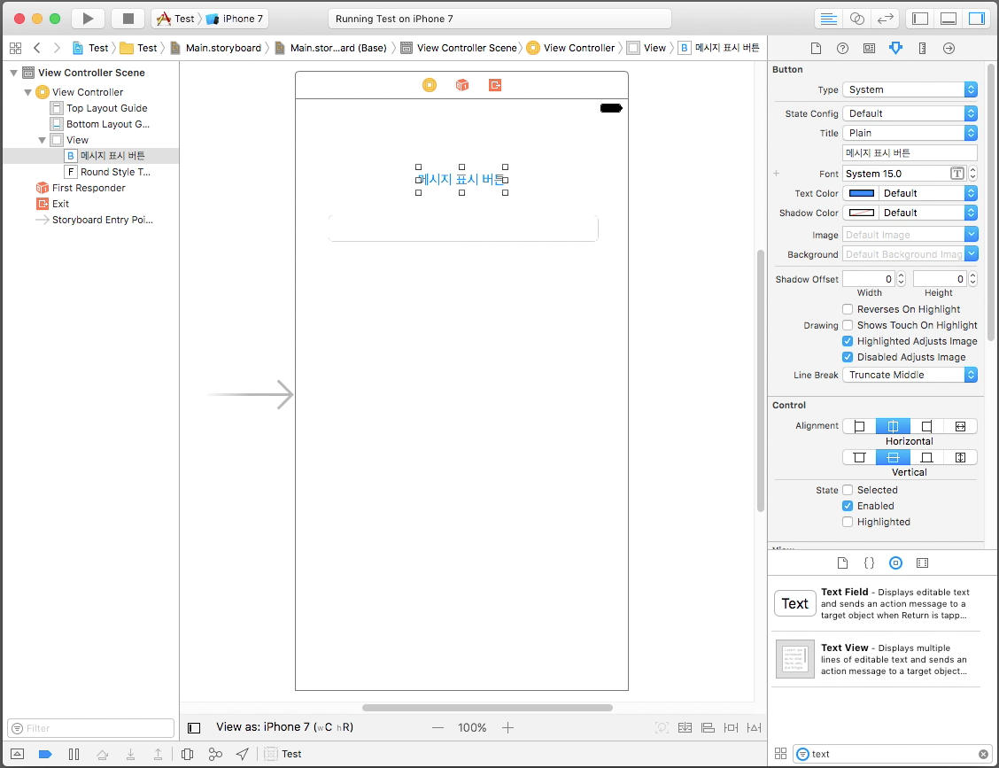 Test iPhone 7 Running Test on iPhone 7
Test Test Main.storyboard Main.stor...ard (Base) View Controller Scene View Controller View B 메시지 표시 버튼
View Controller Scene
View Controller
Top Layout Guide
Bottom Layout G...
View
B 메시지 표시 버튼
F Round Style T...
First Responder
Exit
Storyboard Entry Poi...
Filter
메시지 표시 버튼
View as: iPhone 7 (wC hR) — 100% +
Test
Button
Type System
State Config Default
Title Plain
메시지 표시 버튼
+ Font System 15.0 T
Text Color Default
Shadow Color Default
Image Default Image
Background Default Background Imag
Shadow Offset 0 0
Width Height
Reverses On Highlight
Drawing Shows Touch On Highlight
Highlighted Adjusts Image
Disabled Adjusts Image
Line Break Truncate Middle
Control
Alignment
Horizontal
Vertical
State Selected
Enabled
Highlighted
{}
Text
Text Field - Displays editable text
and sends an action message to a
target object when Return is tapp...
Text View - Displays multiple
lines of editable text and sends an
action message to a target object...
text